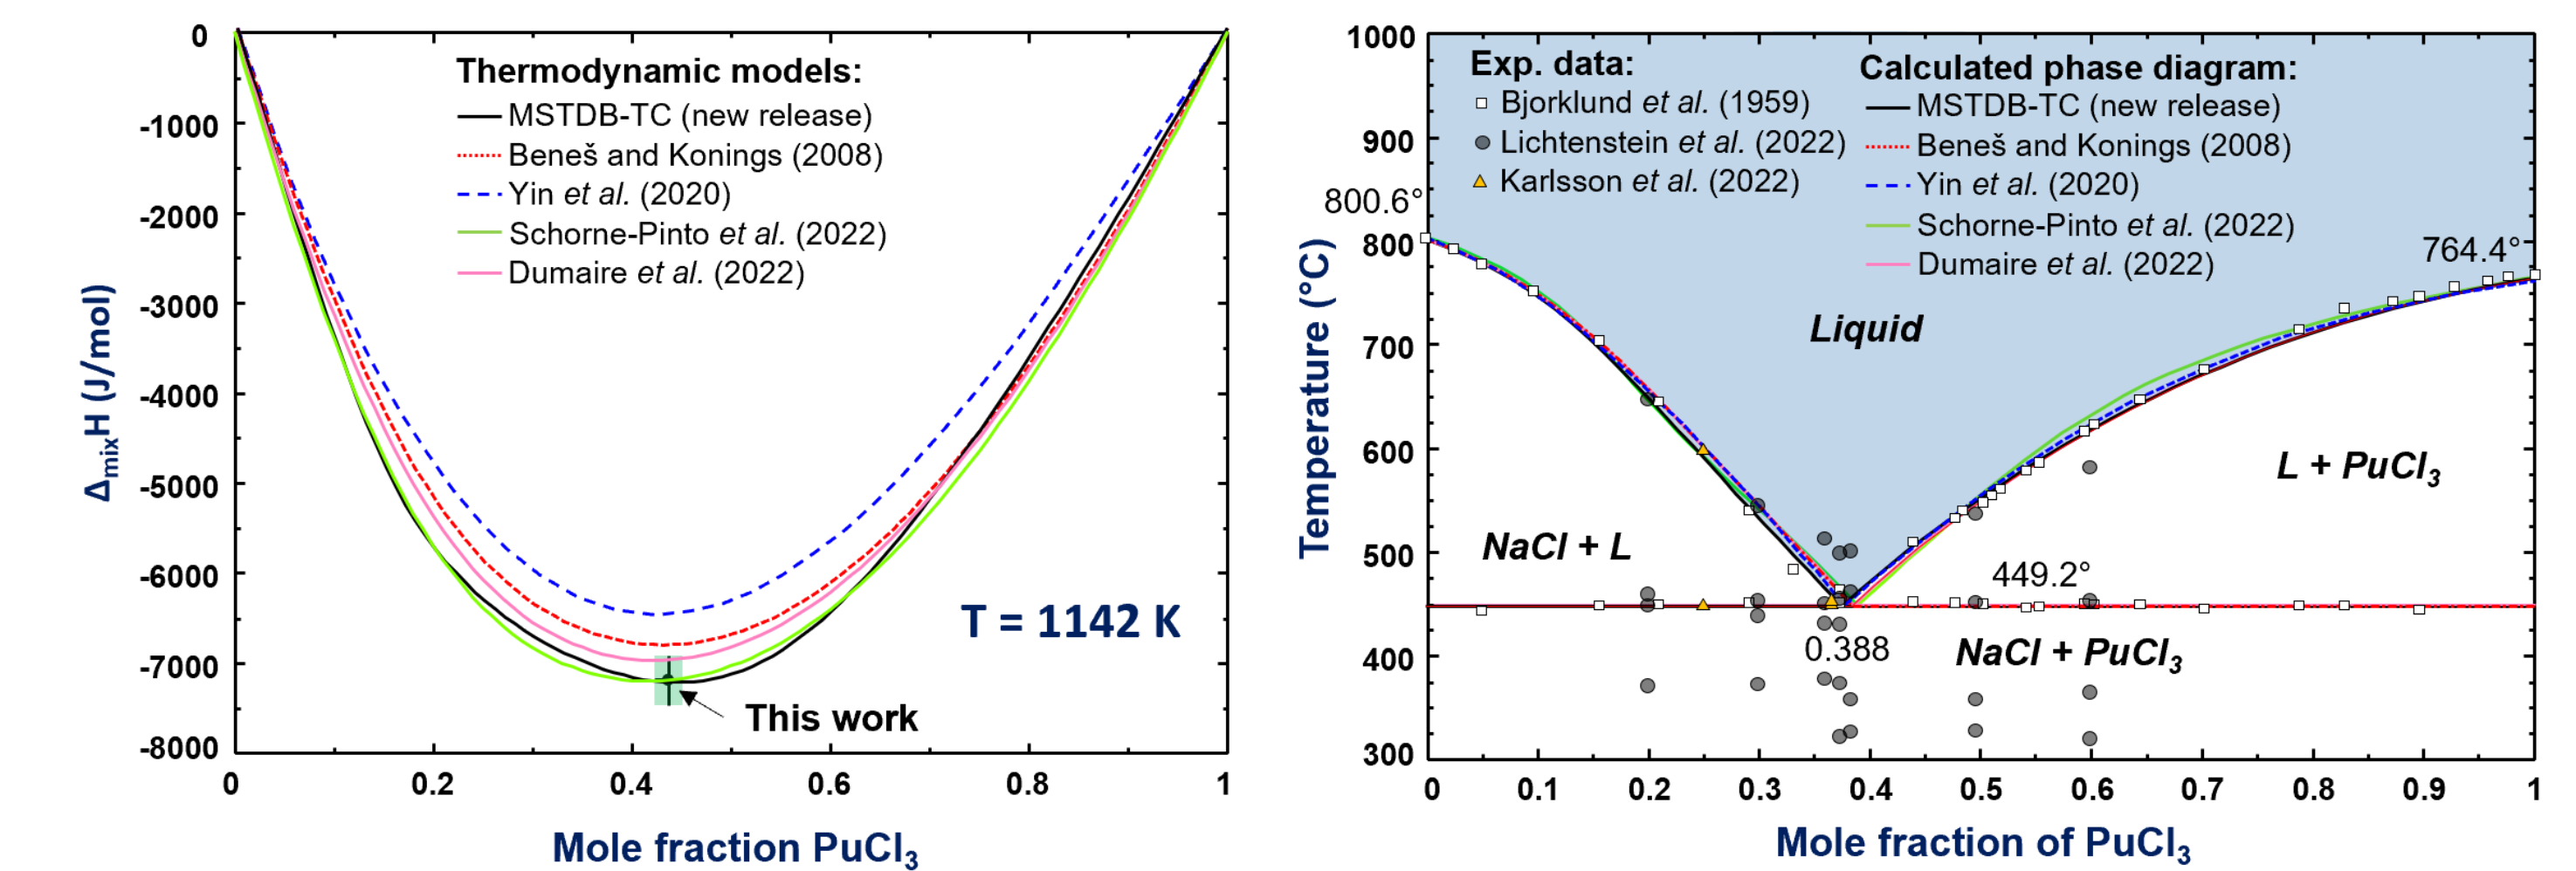 Thermodynamic models:
MSTDB-TC (new release)
Beneš and Konings (2008)
Yin et al. (2020)
Schorne-Pinto et al. (2022)
Dumaire et al. (2022)
0
-1000
-2000
-3000
-4000
-5000
-6000
-7000
-8000
ΔmixH (J/mol)
T = 1142 K
This work
0 0.2 0.4 0.6 0.8 1
Mole fraction PuCl3
Exp. data:
Bjorklund et al. (1959)
Lichtenstein et al. (2022)
Karlsson et al. (2022)
Calculated phase diagram:
MSTDB-TC (new release)
Beneš and Konings (2008)
Yin et al. (2020)
Schorne-Pinto et al. (2022)
Dumaire et al. (2022)
1000
900
800
700
600
500
400
300
Temperature (°C)
800.6°
764.4°
Liquid
L + PuCl3
NaCl + L
449.2°
0.388
NaCl + PuCl3
0 0.1 0.2 0.3 0.4 0.5 0.6 0.7 0.8 0.9 1
Mole fraction of PuCl3